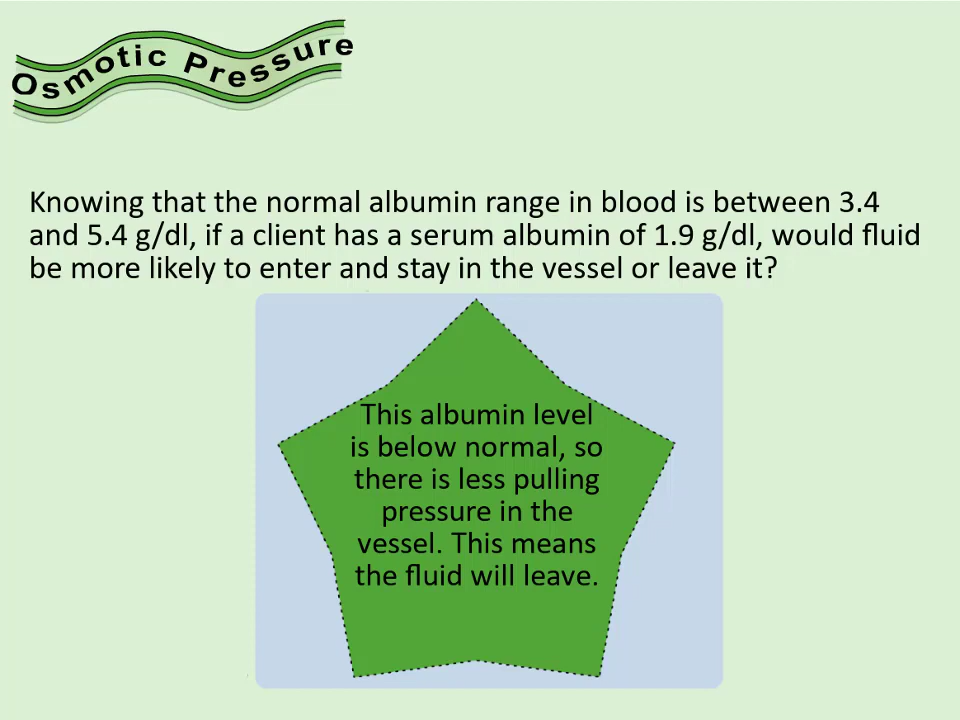 Osmotic Pressure
Knowing that the normal albumin range in blood is between 3.4
and 5.4 g/dl, if a client has a serum albumin of 1.9 g/dl, would fluid
be more likely to enter and stay in the vessel or leave it?
This albumin level
is below normal, so
there is less pulling
pressure in the
vessel. This means
the fluid will leave.